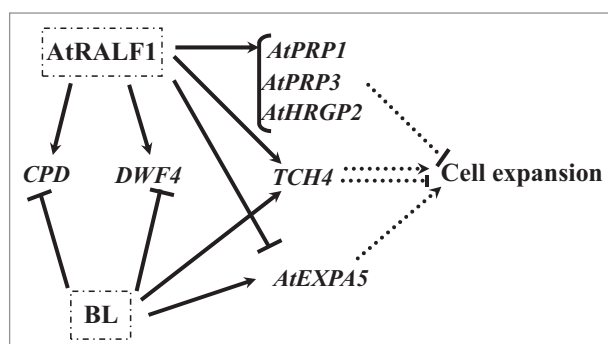 AtRALF1
AtPRP1
AtPRP3
AtHRGP2
CPD DWF4 TCH4 Cell expansion
AtEXPA5
BL